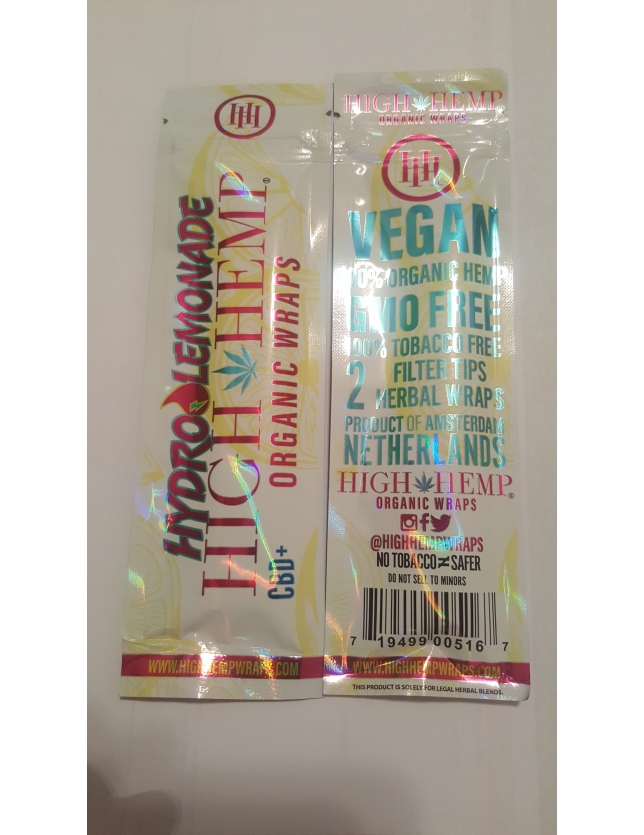 HH
HYDRO LEMONADE
HIGH HEMP®
ORGANIC WRAPS
CBD+
WWW.HIGHHEMPWRAPS.COM
HIGH HEMP
ORGANIC WRAPS
HH
VEGAN
00% ORGANIC HEMP
GMO FREE
100% TOBACCO FREE
2 FILTER TIPS
HERBAL WRAPS
PRODUCT OF AMSTERDAM
NETHERLANDS
HIGH HEMP®
ORGANIC WRAPS
@HIGHHEMPWRAPS
NO TOBACCO Z SAFER
DO NOT SELL TO MINORS
7 19499 00516 7
WWW.HIGHHEMPWRAPS.COM
THIS PRODUCT IS SOLELY FOR LEGAL HERBAL BLENDS.